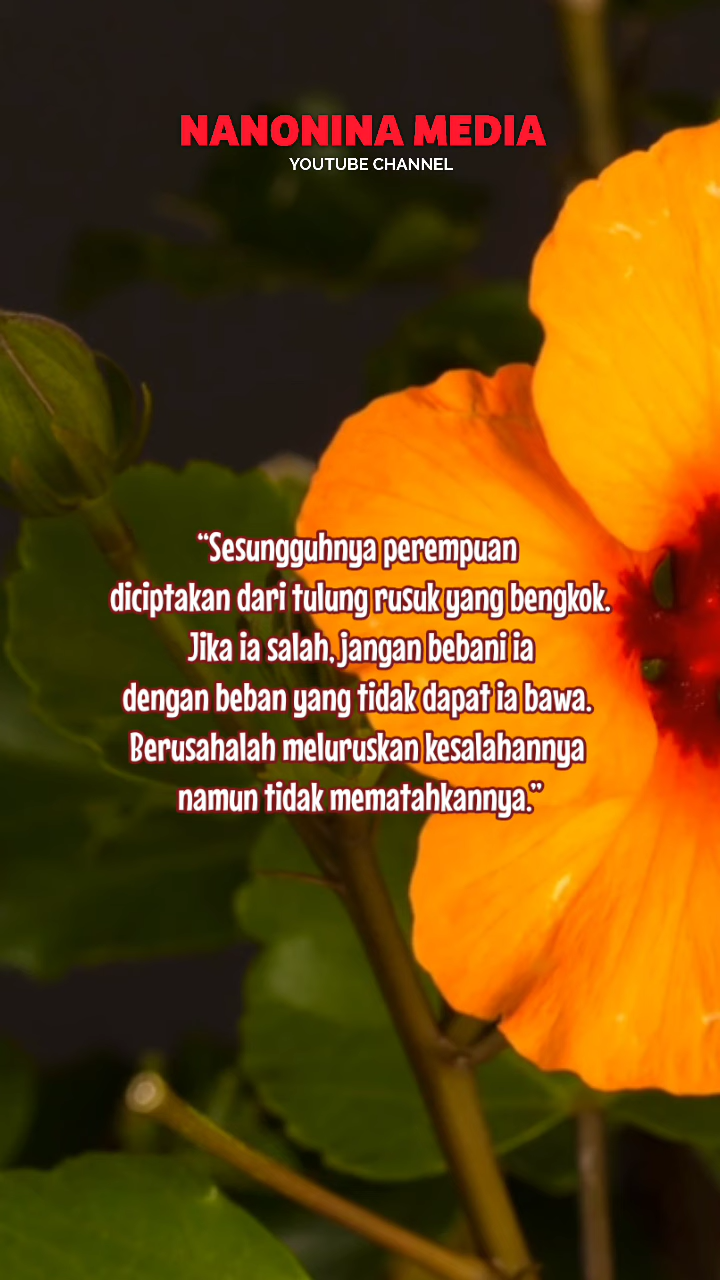 NANONINA MEDIA
YOUTUBE CHANNEL
“Sesungguhnya perempuan
diciptakan dari tulung rusuk yang bengkok.
Jika ia salah, jangan bebani ia
dengan beban yang tidak dapat ia bawa.
Berusahalah meluruskan kesalahannya
namun tidak mematahkannya.”